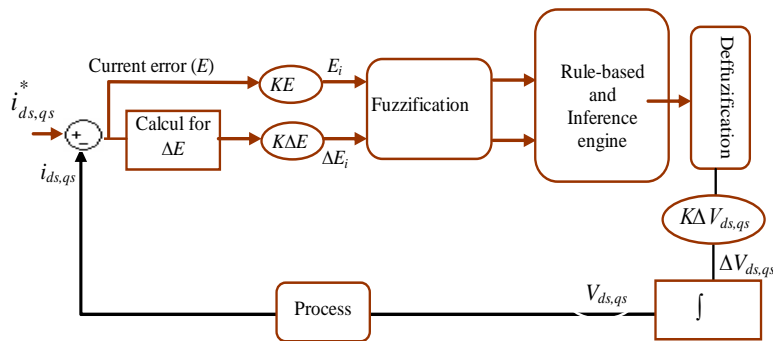 Current error (E)
i*ds,qs
+
−
KE
Ei
Calcul for
ΔE
KΔE
ΔEi
Fuzzification
Rule-based
and
Inference
engine
Deffuzification
ids,qs
KΔVds,qs
ΔVds,qs
∫
Vds,qs
Process